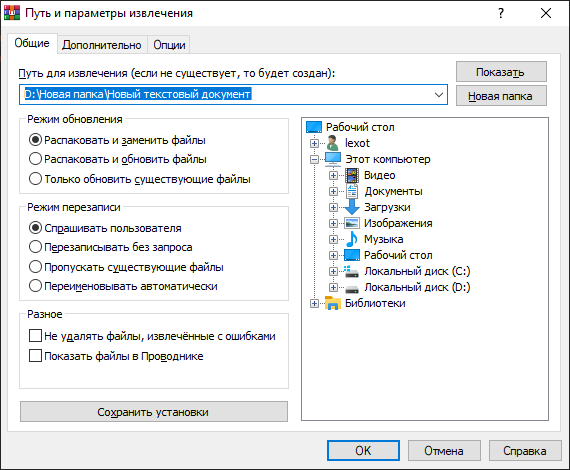 Путь и параметры извлечения
Общие
Дополнительно
Опции
Путь для извлечения (если не существует, то будет создан):
Показать
D:\Новая папка\Новый текстовый документ
Новая папка
Режим обновления
Распаковать и заменить файлы
Распаковать и обновить файлы
Только обновить существующие файлы
Режим перезаписи
Спрашивать пользователя
Перезаписывать без запроса
Пропускать существующие файлы
Переименовывать автоматически
Разное
Не удалять файлы, извлечённые с ошибками
Показать файлы в Проводнике
Сохранить установки
Рабочий стол
lexot
Этот компьютер
Видео
Документы
Загрузки
Изображения
Музыка
Рабочий стол
Локальный диск (C:)
Локальный диск (D:)
Библиотеки
OK
Отмена
Справка